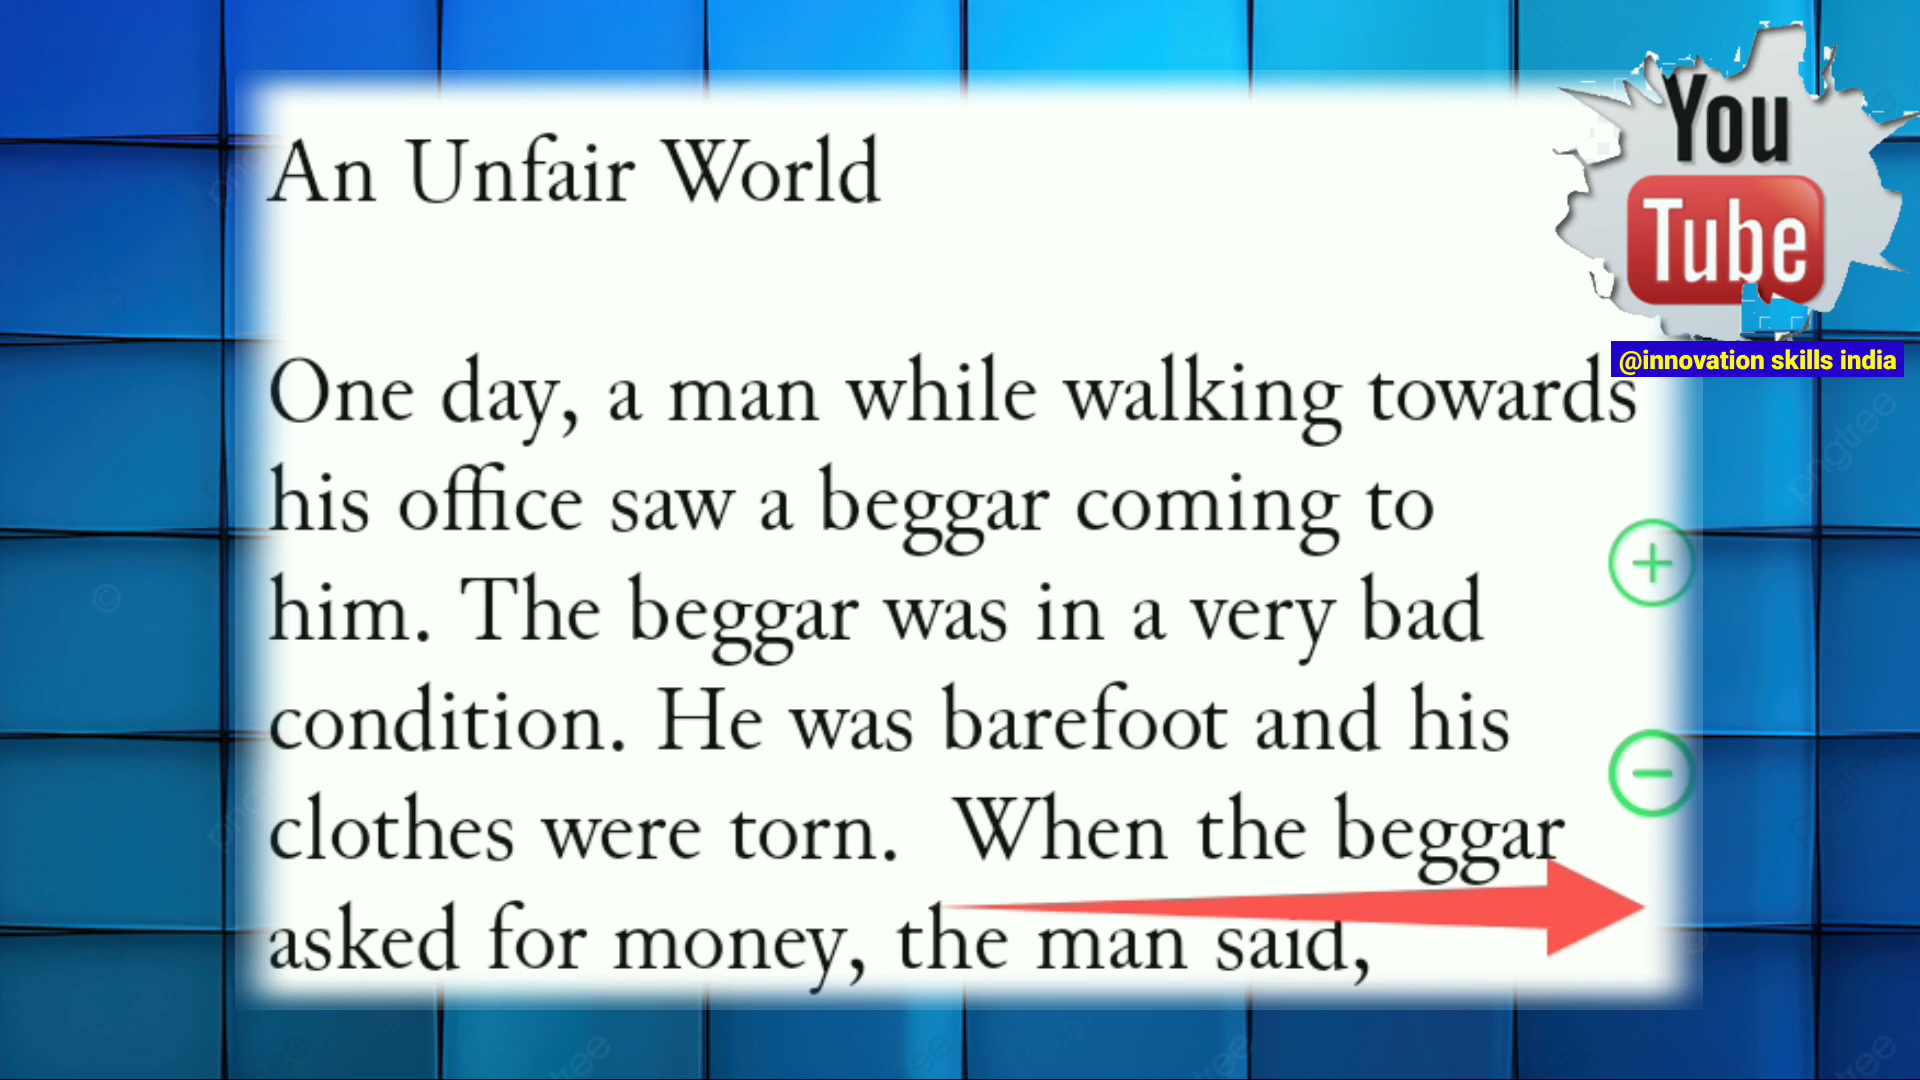 An Unfair World
You
Tube
@innovation skills india
One day, a man while walking towards
his office saw a beggar coming to
him. The beggar was in a very bad
condition. He was barefoot and his
clothes were torn. When the beggar
asked for money, the man said,